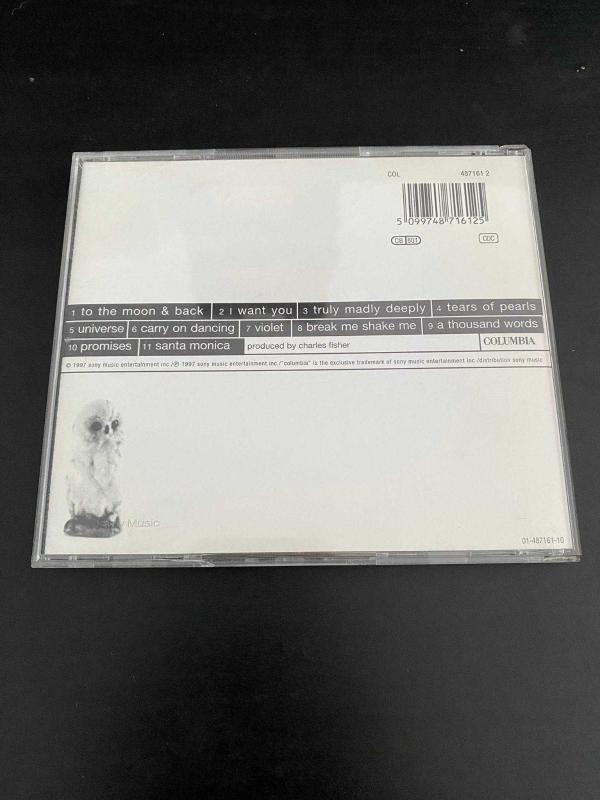 COL 487161 2
5 099748 716125
CB 801 CDC
1 to the moon & back 2 I want you 3 truly madly deeply 4 tears of pearls
5 universe 6 carry on dancing 7 violet 8 break me shake me 9 a thousand words
10 promises 11 santa monica produced by charles fisher COLUMBIA
© 1997 sony music entertainment inc./℗ 1997 sony music entertainment inc./"columbia" is the exclusive trademark of sony music entertainment inc./distribution sony music
Sony Music
01-487161-10